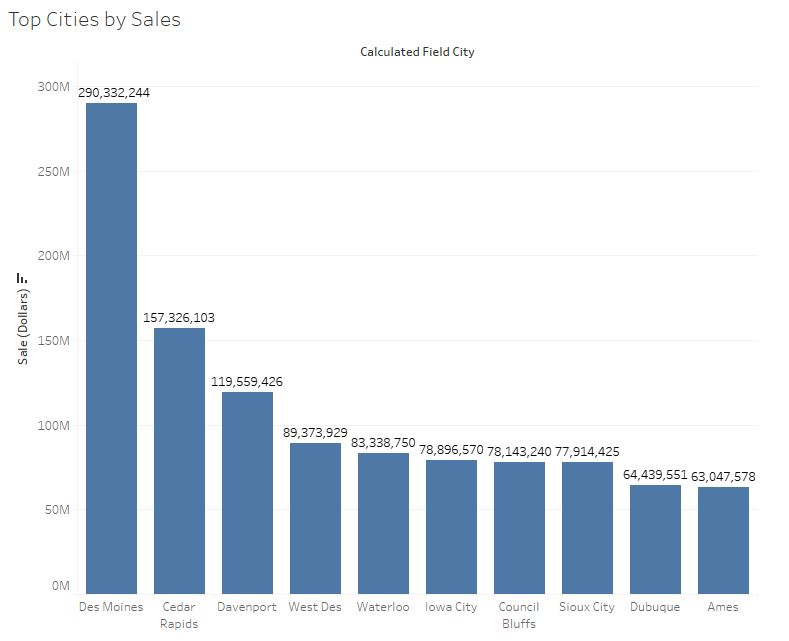 Top Cities by Sales
Calculated Field City
Sale (Dollars)
300M
250M
200M
150M
100M
50M
0M
290,332,244
157,326,103
119,559,426
89,373,929
83,338,750
78,896,570
78,143,240
77,914,425
64,439,551
63,047,578
Des Moines
Cedar
Rapids
Davenport
West Des
Waterloo
Iowa City
Council
Bluffs
Sioux City
Dubuque
Ames